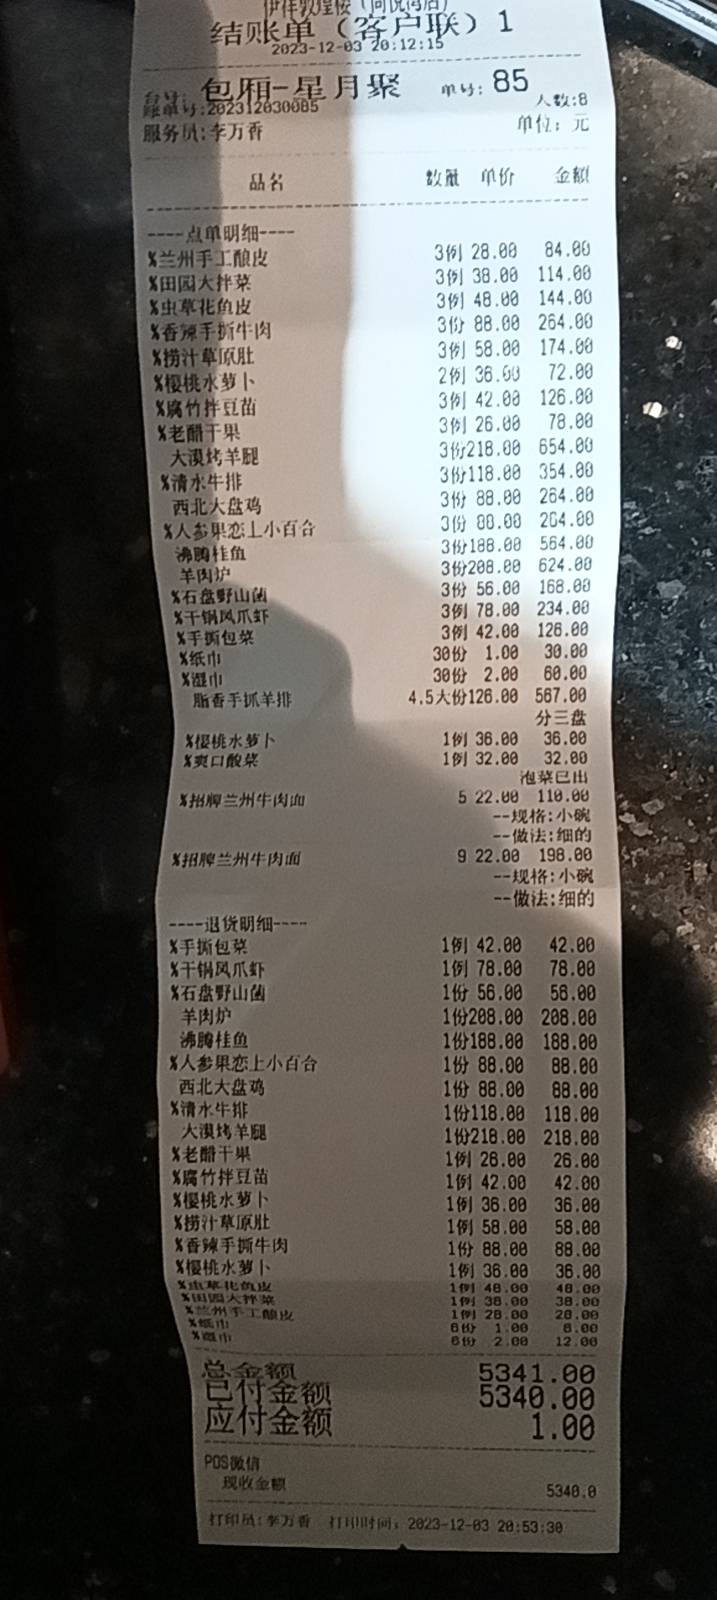 伊佯敦煌楼（尚悦湾店）
结账单（客户联）1
2023-12-03 20:12:15
台号: 包厢-星月聚 单号: 85
账单号:202312030085 人数:8
服务员:李万香 单位: 元
品名 数量 单价 金额
----点单明细----
%兰州手工酿皮 3例 28.00 84.00
%田园大拌菜 3例 38.00 114.00
%虫草花鱼皮 3例 48.00 144.00
%香辣手撕牛肉 3份 88.00 264.00
%捞汁草原肚 3例 58.00 174.00
%樱桃水萝卜 2例 36.00 72.00
%腐竹拌豆苗 3例 42.00 126.00
%老醋干果 3例 26.00 78.00
大漠烤羊腿 3份218.00 654.00
%清水牛排 3份118.00 354.00
西北大盘鸡 3份 88.00 264.00
%人参果恋上小百合 3份 88.00 264.00
沸腾桂鱼 3份188.00 564.00
羊肉炉 3份208.00 624.00
%石盘野山菌 3份 56.00 168.00
%干锅凤爪虾 3例 78.00 234.00
%手撕包菜 3例 42.00 126.00
%纸巾 30份 1.00 30.00
%湿巾 30份 2.00 60.00
脂香手抓羊排 4.5大份126.00 567.00
分三盘
%樱桃水萝卜 1例 36.00 36.00
%爽口酸菜 1例 32.00 32.00
泡菜已出
%招牌兰州牛肉面 5 22.00 110.00
--规格:小碗
--做法:细的
%招牌兰州牛肉面 9 22.00 198.00
--规格:小碗
--做法:细的
----退货明细----
%手撕包菜 1例 42.00 42.00
%干锅凤爪虾 1例 78.00 78.00
%石盘野山菌 1份 56.00 56.00
羊肉炉 1份208.00 208.00
沸腾桂鱼 1份188.00 188.00
%人参果恋上小百合 1份 88.00 88.00
西北大盘鸡 1份 88.00 88.00
%清水牛排 1份118.00 118.00
大漠烤羊腿 1份218.00 218.00
%老醋干果 1例 26.00 26.00
%腐竹拌豆苗 1例 42.00 42.00
%樱桃水萝卜 1例 36.00 36.00
%捞汁草原肚 1例 58.00 58.00
%香辣手撕牛肉 1份 88.00 88.00
%樱桃水萝卜 1例 36.00 36.00
%虫草花鱼皮 1例 48.00 48.00
%田园大拌菜 1例 38.00 38.00
%兰州手工酿皮 1例 28.00 28.00
%纸巾 6份 1.00 6.00
%湿巾 6份 2.00 12.00
总金额 5341.00
已付金额 5340.00
应付金额 1.00
POS微信
现收金额 5340.0
打印员:李万香 打印时间: 2023-12-03 20:53:30